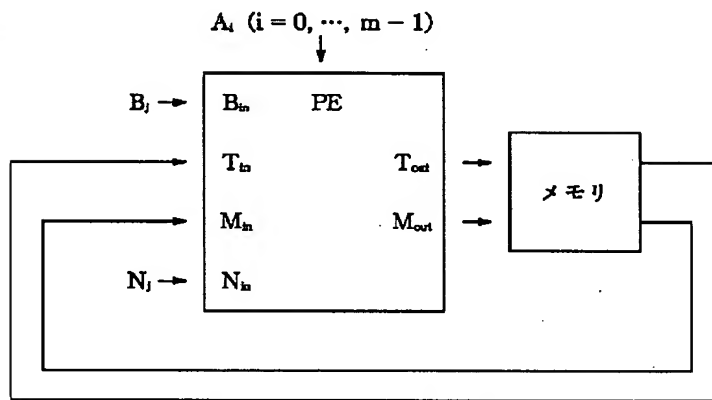 Aᵢ (i = 0, ⋯, m − 1)
Bⱼ → Bᵢₙ PE
Tᵢₙ Tₒᵤₜ
メモリ
Mᵢₙ Mₒᵤₜ
Nⱼ → Nᵢₙ